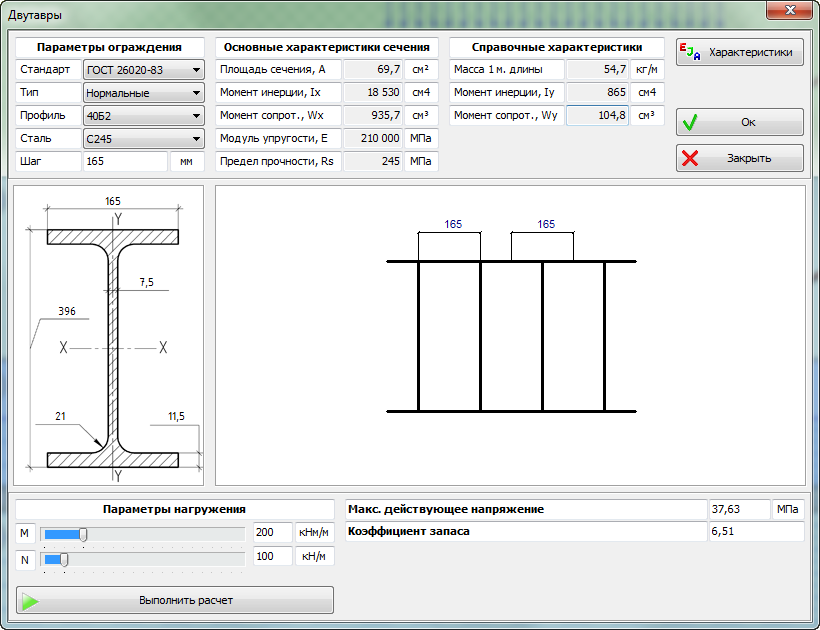 Двутавры
Параметры ограждения
Стандарт ГОСТ 26020-83
Тип Нормальные
Профиль 40Б2
Сталь С245
Шаг 165 мм
Основные характеристики сечения
Площадь сечения, A 69,7 см²
Момент инерции, Ix 18 530 см4
Момент сопрот., Wx 935,7 см³
Модуль упругости, E 210 000 МПа
Предел прочности, Rs 245 МПа
Справочные характеристики
Масса 1 м. длины 54,7 кг/м
Момент инерции, Iy 865 см4
Момент сопрот., Wy 104,8 см³
EJA Характеристики
Ок
Закрыть
165
Y
7,5
396
X X
21
11,5
Y
165 165
Параметры нагружения
M 200 кНм/м
N 100 кН/м
Выполнить расчет
Макс. действующее напряжение 37,63 МПа
Коэффициент запаса 6,51